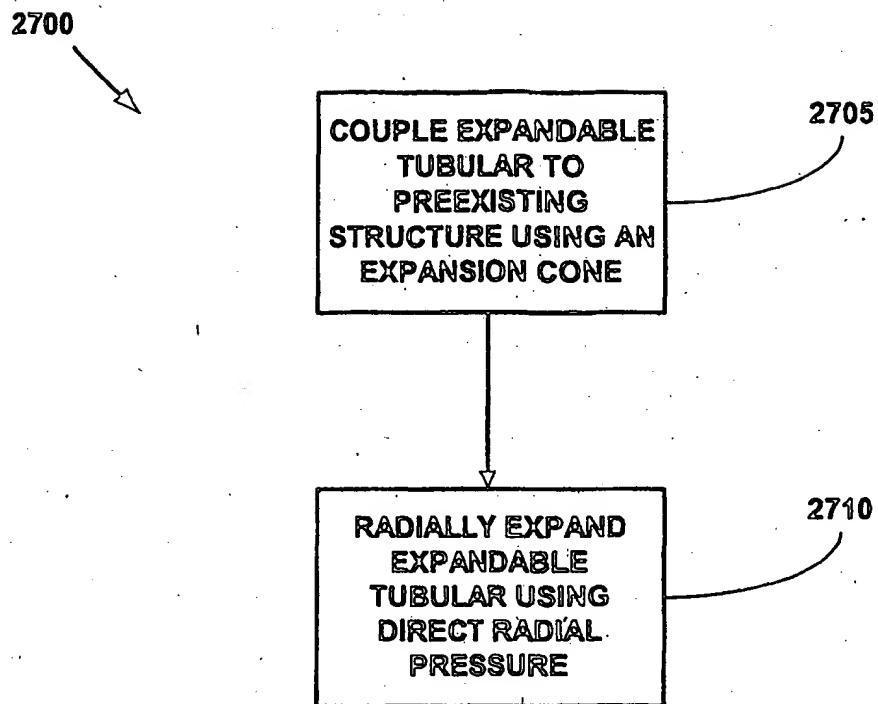 2700
COUPLE EXPANDABLE
TUBULAR TO
PREEXISTING
STRUCTURE USING AN
EXPANSION CONE
2705
RADIALLY EXPAND
EXPANDABLE
TUBULAR USING
DIRECT RADIAL
PRESSURE
2710